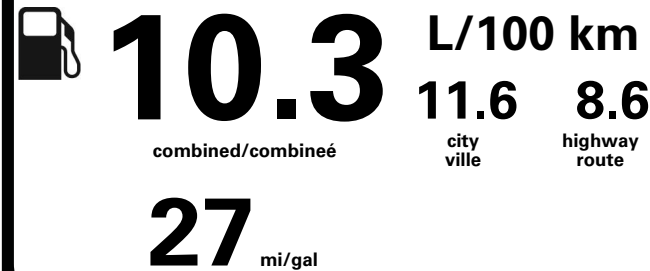 10.3 L/100 km
11.6 8.6
combined/combineé
city highway
ville route
27 mi/gal